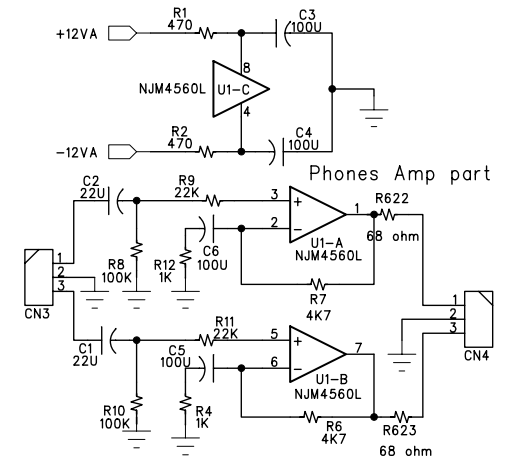 R1
470
C3
100U
+12VA
8
NJM4560L
U1-C
4
R2
470
C4
100U
-12VA
Phones Amp part
C2
22U
R9
22K
3
+
1
R622
2
-
68 ohm
C6
100U
U1-A
NJM4560L
R8
100K
R12
1K
R7
4K7
1
2
3
CN3
1
2
3
CN4
C1
22U
R11
22K
C5
100U
5
+
7
6
-
U1-B
NJM4560L
R10
100K
R4
1K
R6
4K7
R623
68 ohm